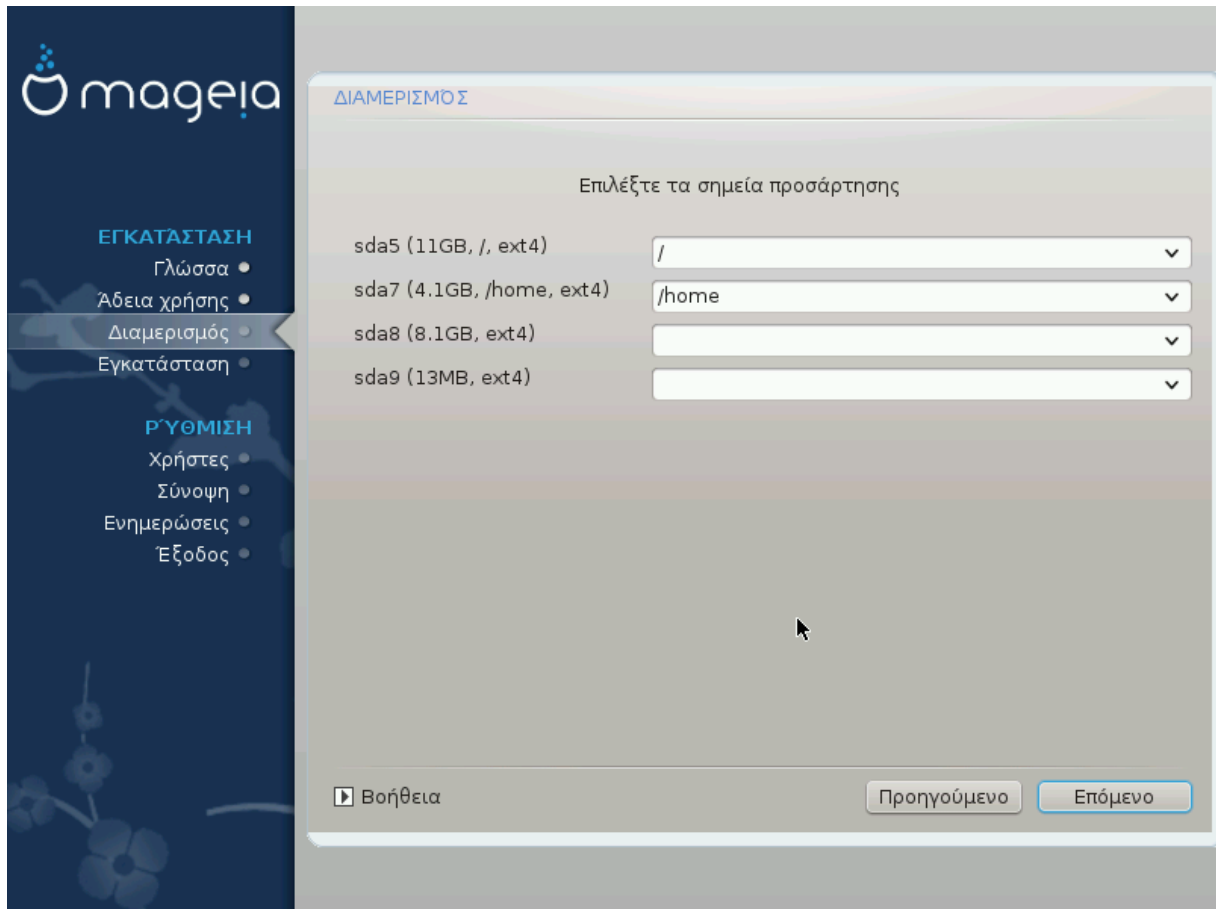 mageia
ΕΓΚΑΤΆΣΤΑΣΗ
Γλώσσα
Άδεια χρήσης
Διαμερισμός
Εγκατάσταση
ΡΎΘΜΙΣΗ
Χρήστες
Σύνοψη
Ενημερώσεις
Έξοδος
ΔΙΑΜΕΡΙΣΜΌΣ
Επιλέξτε τα σημεία προσάρτησης
sda5 (11GB, /, ext4) /
sda7 (4.1GB, /home, ext4) /home
sda8 (8.1GB, ext4)
sda9 (13MB, ext4)
Βοήθεια
Προηγούμενο
Επόμενο